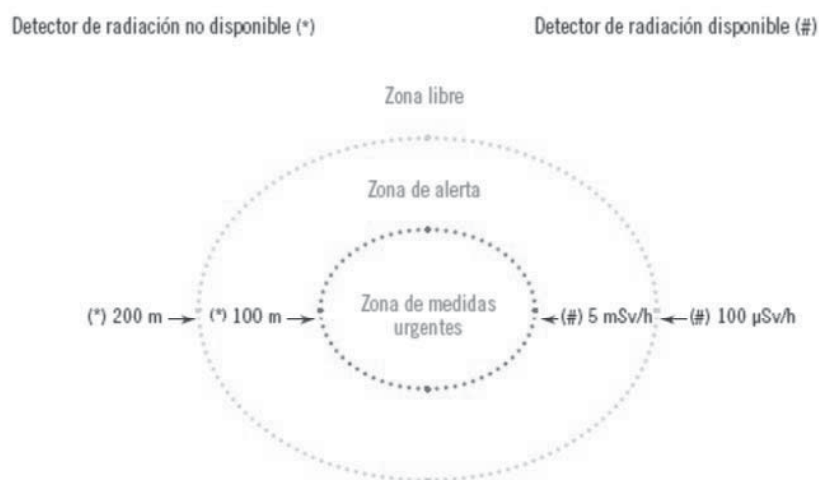 Detector de radiación no disponible (*)
Detector de radiación disponible (#)
Zona libre
Zona de alerta
Zona de medidas
urgentes
(*) 200 m
(*) 100 m
(#) 5 mSv/h
(#) 100 µSv/h